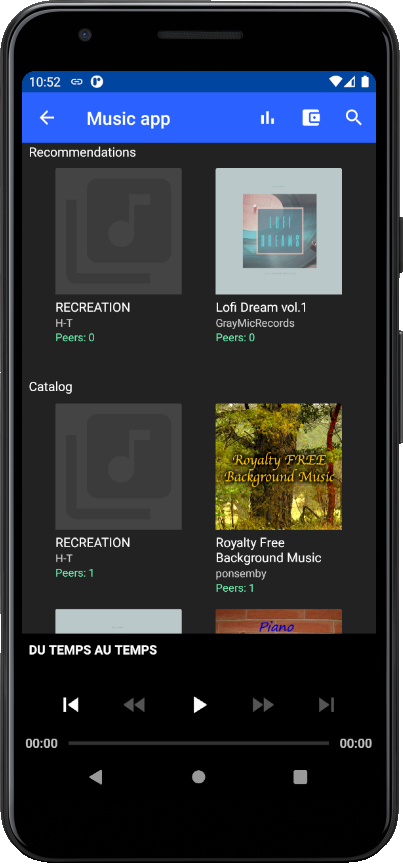 10:52
Music app
Recommendations
LOFI
DREAMS
RECREATION
H-T
Peers: 0
Lofi Dream vol.1
GrayMicRecords
Peers: 0
Catalog
Royalty FREE
Background Music
RECREATION
H-T
Peers: 1
Royalty Free
Background Music
ponsemby
Peers: 1
Piano
DU TEMPS AU TEMPS
00:00
00:00